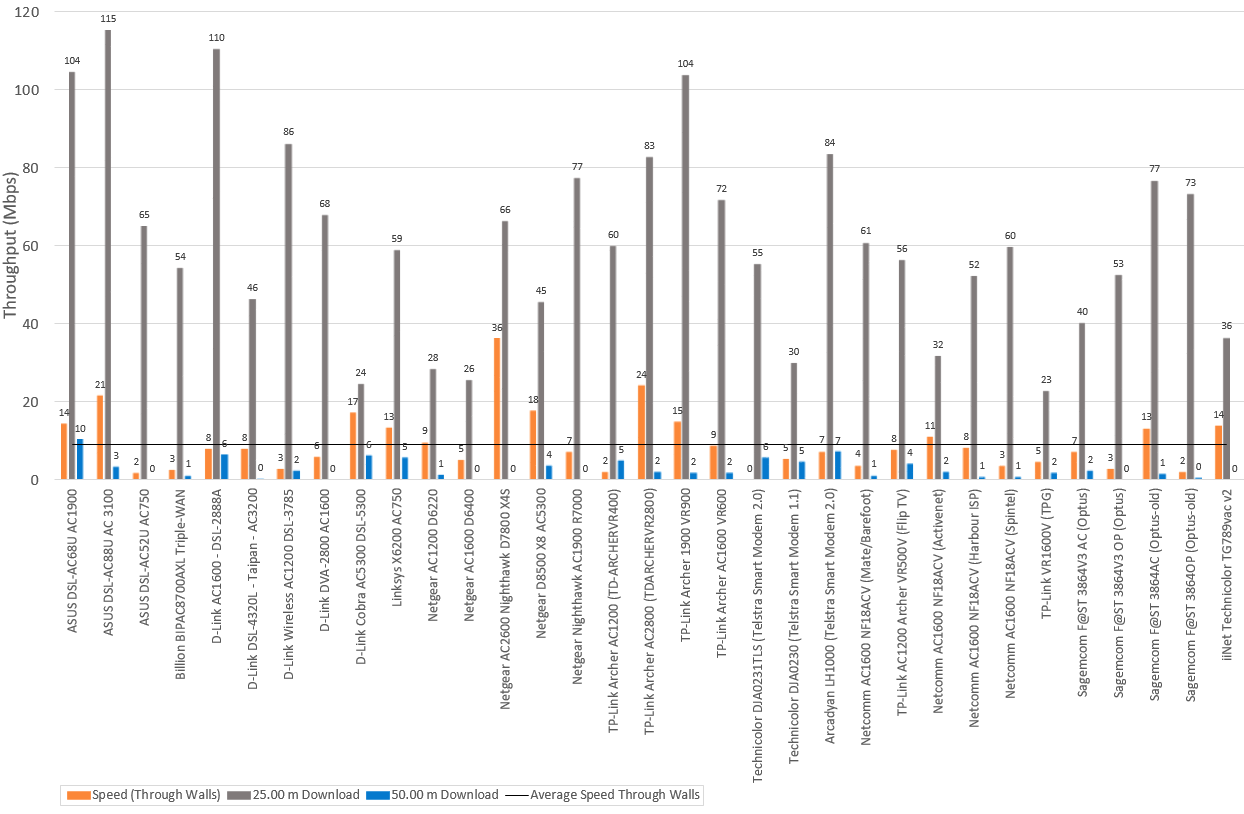 Throughput (Mbps)
120
100
80
60
40
20
0
14 104 10
21 115 3
2 65 0
3 54 1
8 110 6
8 46 0
3 86 2
6 68 0
17 24 6
13 59 5
9 28 1
5 26 0
36 66 0
18 45 4
7 77 0
2 60 5
24 83 2
15 104 2
9 72 2
0 55 6
5 30 5
7 84 7
4 61 1
8 56 4
11 32 2
8 52 1
3 60 1
5 23 2
7 40 2
3 53 0
13 77 1
2 73 0
14 36 0
ASUS DSL-AC68U AC1900
ASUS DSL-AC88U AC 3100
ASUS DSL-AC52U AC750
Billion BIPAC8700AXL Triple-WAN
D-Link AC1600 - DSL-2888A
D-Link DSL-4320L - Taipan - AC3200
D-Link Wireless AC1200 DSL-3785
D-Link DVA-2800 AC1600
D-Link Cobra AC5300 DSL-5300
Linksys X6200 AC750
Netgear AC1200 D6220
Netgear AC1600 D6400
Netgear AC2600 Nighthawk D7800 X4S
Netgear D8500 X8 AC5300
Netgear Nighthawk AC1900 R7000
TP-Link Archer AC1200 (TD-ARCHERVR400)
TP-Link Archer AC2800 (TDARCHERVR2800)
TP-Link Archer 1900 VR900
TP-Link Archer AC1600 VR600
Technicolor DJA0231TLS (Telstra Smart Modem 2.0)
Technicolor DJA0230 (Telstra Smart Modem 1.1)
Arcadyan LH1000 (Telstra Smart Modem 2.0)
Netcomm AC1600 NF18ACV (Mate/Barefoot)
TP-Link AC1200 Archer VR500V (Flip TV)
Netcomm AC1600 NF18ACV (Activenet)
Netcomm AC1600 NF18ACV (Harbour ISP)
Netcomm AC1600 NF18ACV (Spintel)
TP-Link VR1600V (TPG)
Sagemcom F@ST 3864V3 AC (Optus)
Sagemcom F@ST 3864V3 OP (Optus)
Sagemcom F@ST 3864AC (Optus-old)
Sagemcom F@ST 3864OP (Optus-old)
iiNet Technicolor TG789vac v2
Speed (Through Walls) 25.00 m Download 50.00 m Download Average Speed Through Walls